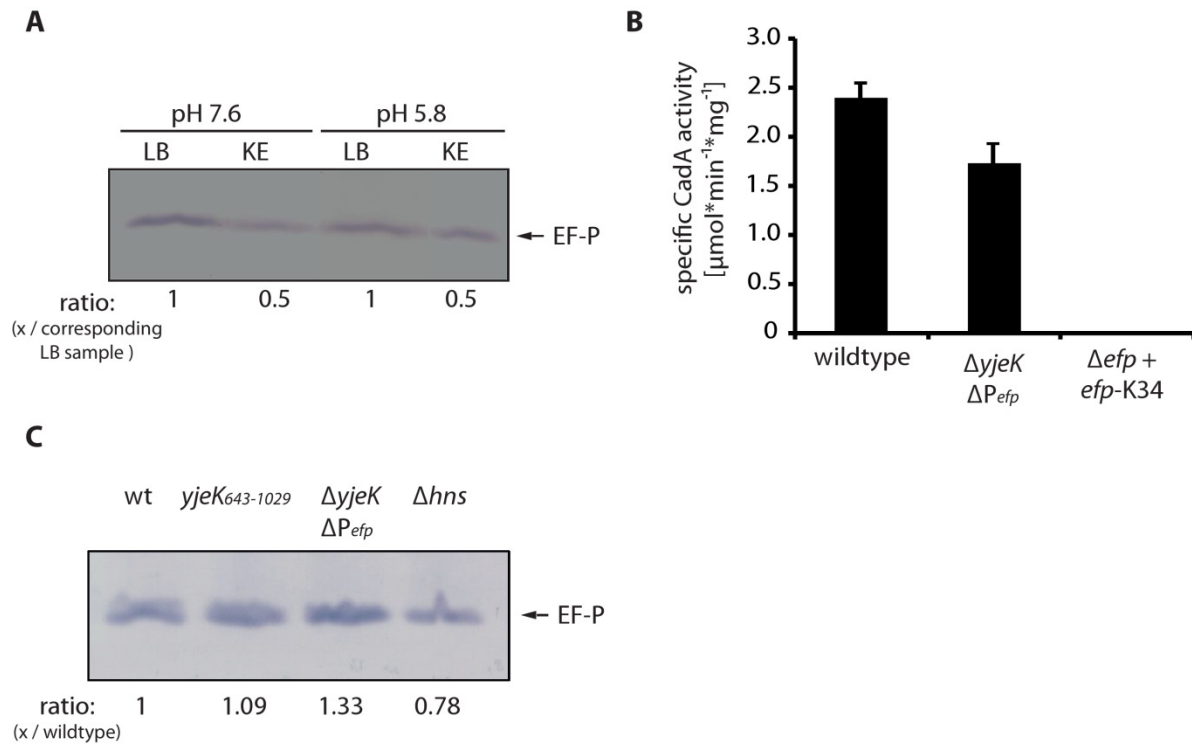 A
pH 7.6 pH 5.8
LB KE LB KE
← EF-P
ratio: 1 0.5 1 0.5
(x / corresponding
LB sample )
B
specific CadA activity
[µmol*min⁻¹*mg⁻¹]
3.0
2.5
2.0
1.5
1.0
0.5
0
wildtype ΔyjeK Δefp +
ΔPefp efp-K34
C
wt yjeK643-1029 ΔyjeK Δhns
ΔPefp
← EF-P
ratio: 1 1.09 1.33 0.78
(x / wildtype)